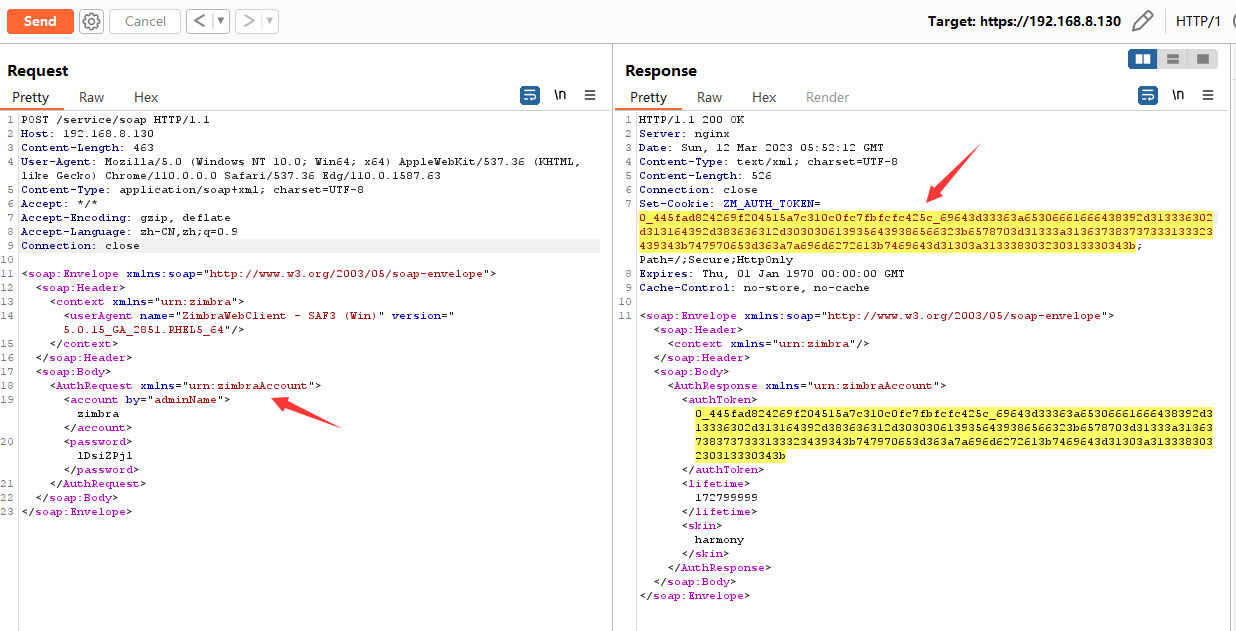 Send
Cancel
Target: https://192.168.8.130
HTTP/1
Request
Pretty
Raw
Hex
\n
1 POST /service/soap HTTP/1.1
2 Host: 192.168.8.130
3 Content-Length: 463
4 User-Agent: Mozilla/5.0 (Windows NT 10.0; Win64; x64) AppleWebKit/537.36 (KHTML,
like Gecko) Chrome/110.0.0.0 Safari/537.36 Edg/110.0.1587.63
5 Content-Type: application/soap+xml; charset=UTF-8
6 Accept: */*
7 Accept-Encoding: gzip, deflate
8 Accept-Language: zh-CN,zh;q=0.9
9 Connection: close
10
11 <soap:Envelope xmlns:soap="http://www.w3.org/2003/05/soap-envelope">
12 <soap:Header>
13 <context xmlns="urn:zimbra">
14 <userAgent name="ZimbraWebClient - SAF3 (Win)" version="
5.0.15_GA_2851.RHEL5_64"/>
15 </context>
16 </soap:Header>
17 <soap:Body>
18 <AuthRequest xmlns="urn:zimbraAccount">
19 <account by="adminName">
zimbra
</account>
20 <password>
lDsiZPjl
</password>
21 </AuthRequest>
22 </soap:Body>
23 </soap:Envelope>
Response
Pretty
Raw
Hex
Render
\n
1 HTTP/1.1 200 OK
2 Server: nginx
3 Date: Sun, 12 Mar 2023 05:52:12 GMT
4 Content-Type: text/xml; charset=UTF-8
5 Content-Length: 526
6 Connection: close
7 Set-Cookie: ZM_AUTH_TOKEN=
Path=/;Secure;HttpOnly
8 Expires: Thu, 01 Jan 1970 00:00:00 GMT
9 Cache-Control: no-store, no-cache
10
11 <soap:Envelope xmlns:soap="http://www.w3.org/2003/05/soap-envelope">
<soap:Header>
<context xmlns="urn:zimbra"/>
</soap:Header>
<soap:Body>
<AuthResponse xmlns="urn:zimbraAccount">
<authToken>
230313330343b
</authToken>
<lifetime>
172799999
</lifetime>
<skin>
harmony
</skin>
</AuthResponse>
</soap:Body>
</soap:Envelope>